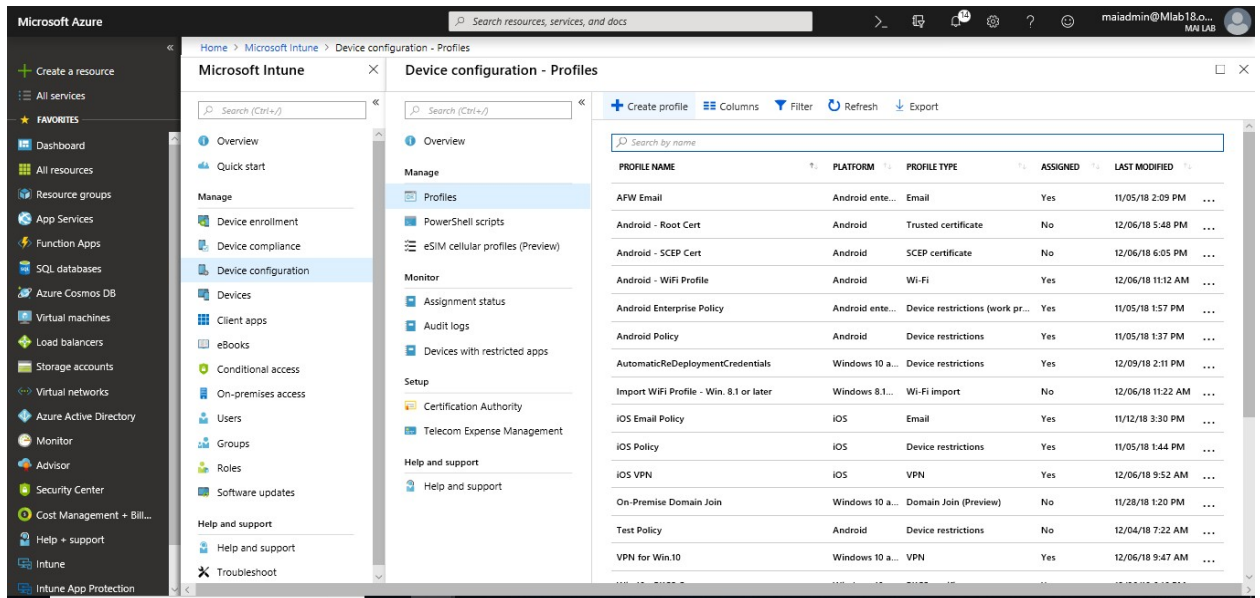 Microsoft Azure
Search resources, services, and docs
14
maiadmin@Mlab18.o...
MAI LAB
Home > Microsoft Intune > Device configuration - Profiles
Create a resource
All services
FAVORITES
Dashboard
All resources
Resource groups
App Services
Function Apps
SQL databases
Azure Cosmos DB
Virtual machines
Load balancers
Storage accounts
Virtual networks
Azure Active Directory
Monitor
Advisor
Security Center
Cost Management + Bill...
Help + support
Intune
Intune App Protection
Microsoft Intune
Search (Ctrl+/)
Overview
Quick start
Manage
Device enrollment
Device compliance
Device configuration
Devices
Client apps
eBooks
Conditional access
On-premises access
Users
Groups
Roles
Software updates
Help and support
Help and support
Troubleshoot
Device configuration - Profiles
Search (Ctrl+/)
Overview
Manage
Profiles
PowerShell scripts
eSIM cellular profiles (Preview)
Monitor
Assignment status
Audit logs
Devices with restricted apps
Setup
Certification Authority
Telecom Expense Management
Help and support
Help and support
Create profile Columns Filter Refresh Export
Search by name
PROFILE NAME PLATFORM PROFILE TYPE ASSIGNED LAST MODIFIED
AFW Email Android ente... Email Yes 11/05/18 2:09 PM ...
Android - Root Cert Android Trusted certificate No 12/06/18 5:48 PM ...
Android - SCEP Cert Android SCEP certificate No 12/06/18 6:05 PM ...
Android - WiFi Profile Android Wi-Fi Yes 12/06/18 11:12 AM ...
Android Enterprise Policy Android ente... Device restrictions (work pr... Yes 11/05/18 1:57 PM ...
Android Policy Android Device restrictions Yes 11/05/18 1:37 PM ...
AutomaticReDeploymentCredentials Windows 10 a... Device restrictions Yes 12/09/18 2:11 PM ...
Import WiFi Profile - Win. 8.1 or later Windows 8.1... Wi-Fi import No 12/06/18 11:22 AM ...
iOS Email Policy iOS Email Yes 11/12/18 3:30 PM ...
iOS Policy iOS Device restrictions Yes 11/05/18 1:44 PM ...
iOS VPN iOS VPN Yes 12/06/18 9:52 AM ...
On-Premise Domain Join Windows 10 a... Domain Join (Preview) No 11/28/18 1:20 PM ...
Test Policy Android Device restrictions No 12/04/18 7:22 AM ...
VPN for Win.10 Windows 10 a... VPN Yes 12/06/18 9:47 AM ...